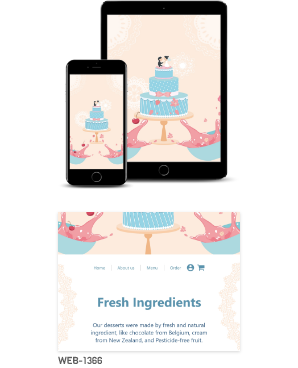 Home
About us
Menu
Order
Fresh Ingredients
Our desserts were made by fresh and natural
ingredient, like chocolate from Belgium, cream
from New Zealand, and Pesticide-free fruit.
WEB-1366